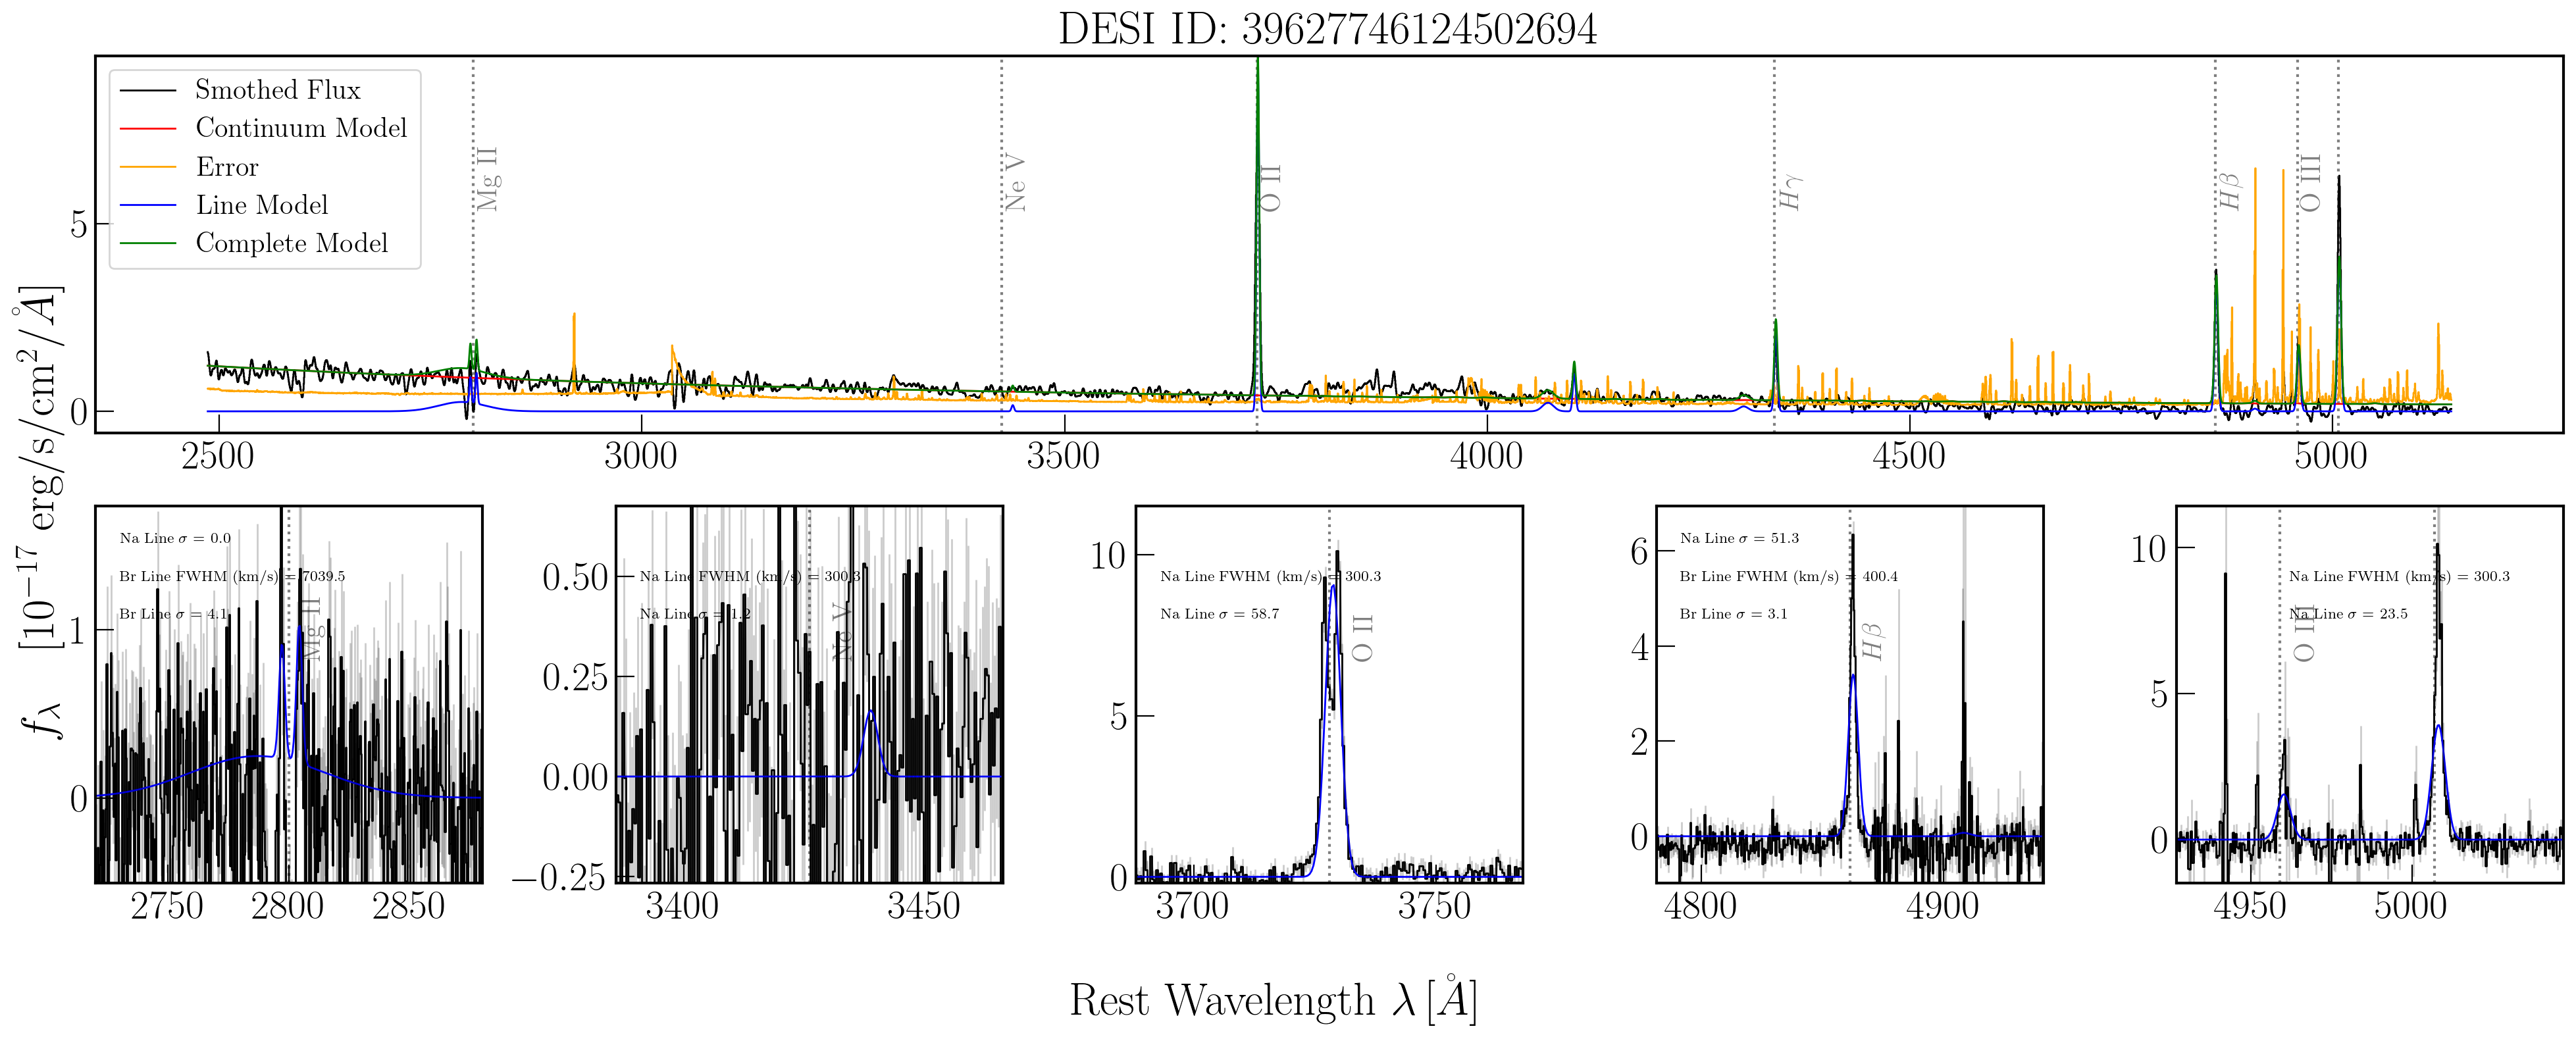 DESI ID: 39627746124502694
Smothed Flux
Continuum Model
Error
Line Model
Complete Model
Mg II
Ne V
O II
Hγ
Hβ
O III
5
0
2500 3000 3500 4000 4500 5000
f_λ [10⁻¹⁷ erg/s/cm²/Å]
Na Line σ = 0.0
Br Line FWHM (km/s) = 7039.5
Br Line σ = 4.1
Mg II
1
0
2750 2800 2850
Na Line FWHM (km/s) = 300.3
Na Line σ = 1.2
Ne V
0.50
0.25
0.00
−0.25
3400 3450
Na Line FWHM (km/s) = 300.3
Na Line σ = 58.7
O II
10
5
0
3700 3750
Na Line σ = 51.3
Br Line FWHM (km/s) = 400.4
Br Line σ = 3.1
Hβ
6
4
2
0
4800 4900
Na Line FWHM (km/s) = 300.3
Na Line σ = 23.5
O III
10
5
0
4950 5000
Rest Wavelength λ [Å]